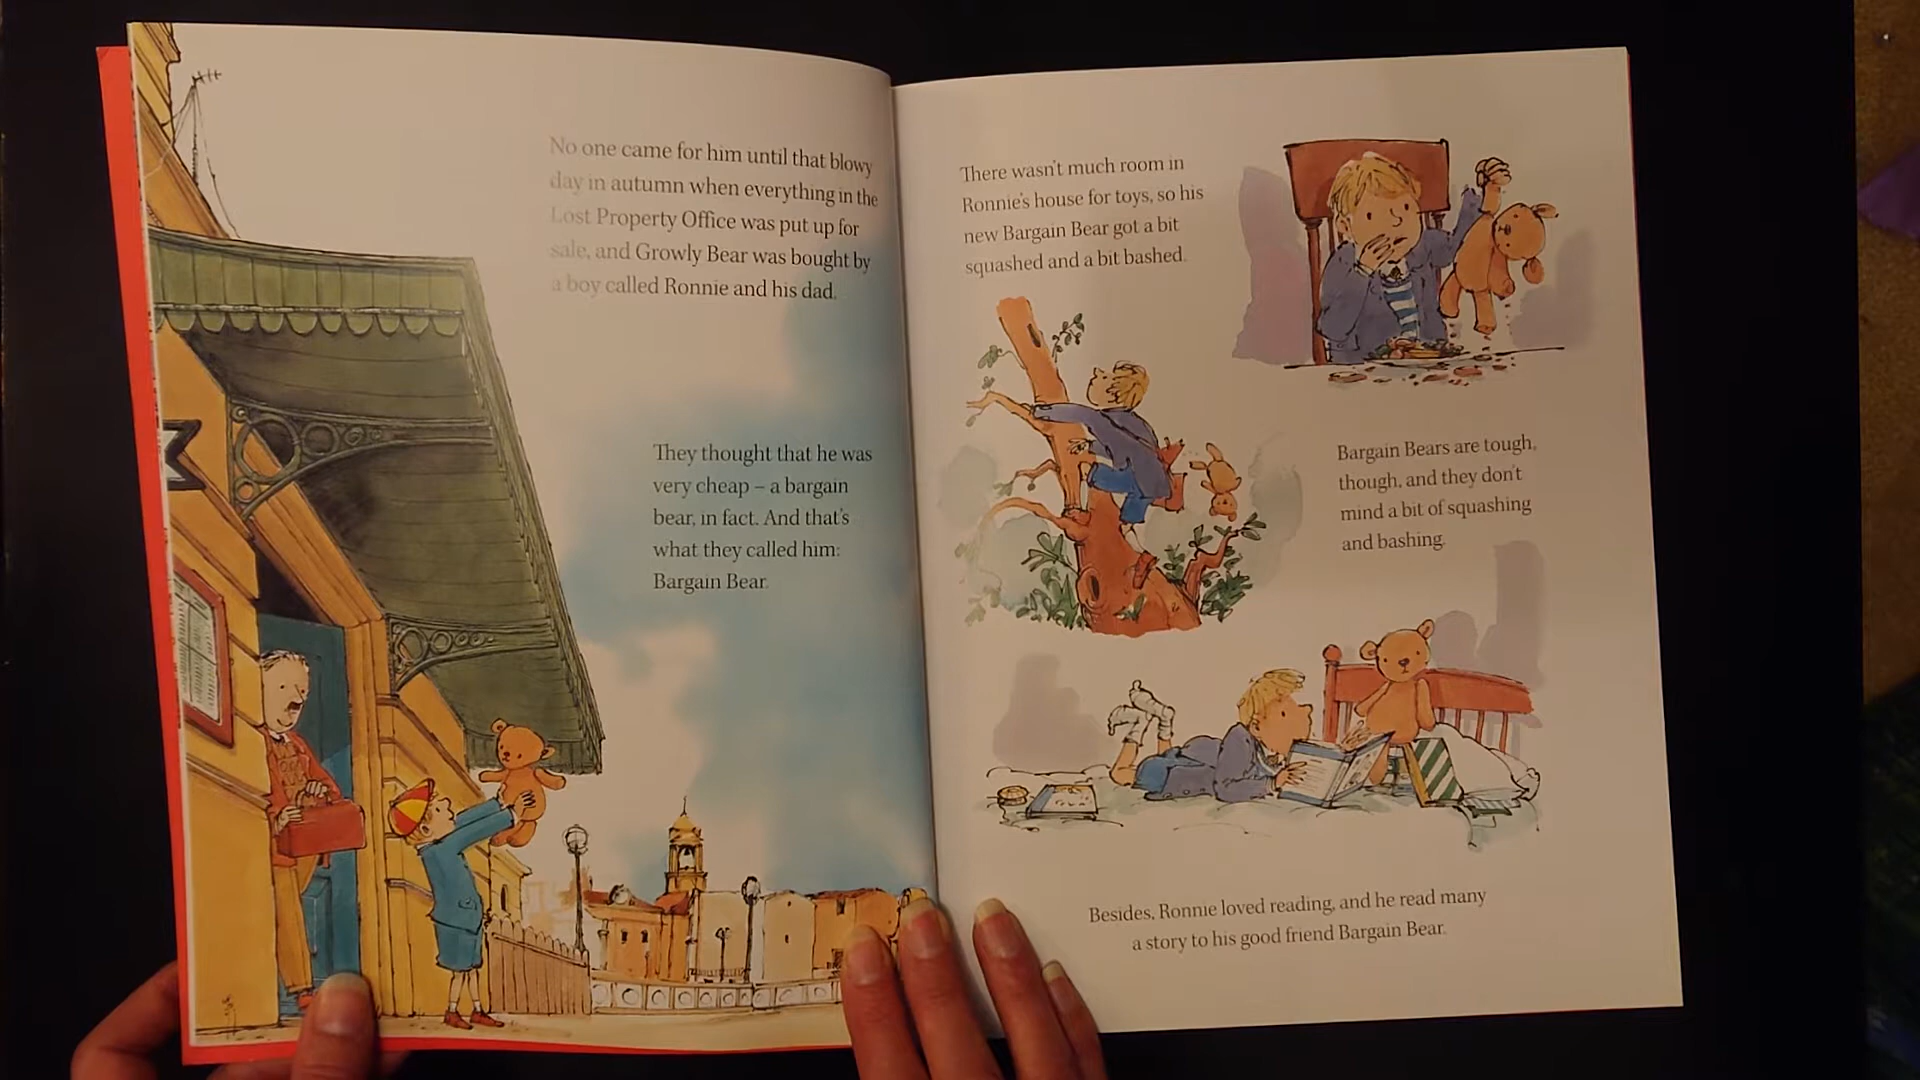 No one came for him until that blowy
day in autumn when everything in the
Lost Property Office was put up for
sale, and Growly Bear was bought by
a boy called Ronnie and his dad.
They thought that he was
very cheap – a bargain
bear, in fact. And that's
what they called him:
Bargain Bear.
There wasn't much room in
Ronnie's house for toys, so his
new Bargain Bear got a bit
squashed and a bit bashed.
Bargain Bears are tough,
though, and they don't
mind a bit of squashing
and bashing.
Besides, Ronnie loved reading, and he read many
a story to his good friend Bargain Bear.